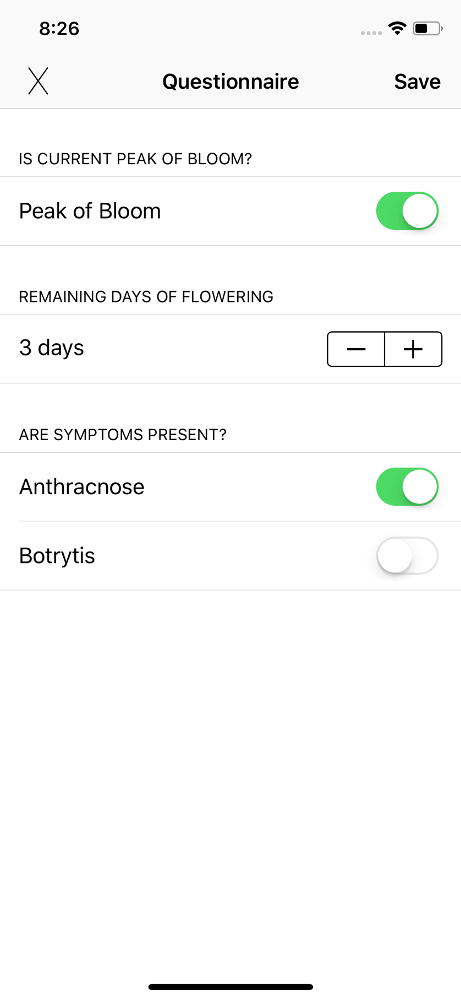 8:26
Questionnaire Save
IS CURRENT PEAK OF BLOOM?
Peak of Bloom
REMAINING DAYS OF FLOWERING
3 days
ARE SYMPTOMS PRESENT?
Anthracnose
Botrytis